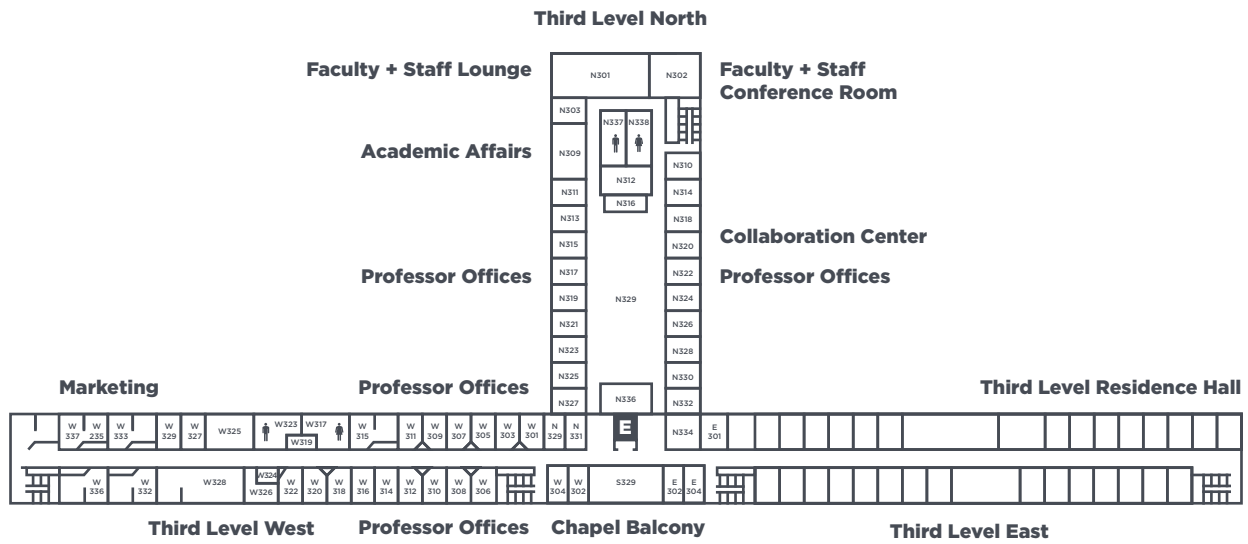 Third Level North
Faculty + Staff Lounge
N301
N302
Faculty + Staff
Conference Room
N303
N337
N338
Academic Affairs
N309
N310
N312
N311
N314
N316
N313
N318
Collaboration Center
N315
N320
Professor Offices
N317
N322
Professor Offices
N319
N329
N324
N321
N326
N323
N328
N325
N330
Marketing
Professor Offices
N327
N336
N332
Third Level Residence Hall
W
337
W
235
W
333
W
329
W
327
W325
W323
W317
W319
W
315
W
311
W
309
W
307
W
305
W
303
W
301
N
329
N
331
E
N334
E
301
W
336
W
332
W328
W324
W326
W
322
W
320
W
318
W
316
W
314
W
312
W
310
W
308
W
306
W
304
W
302
S329
E
302
E
304
Third Level West
Professor Offices
Chapel Balcony
Third Level East